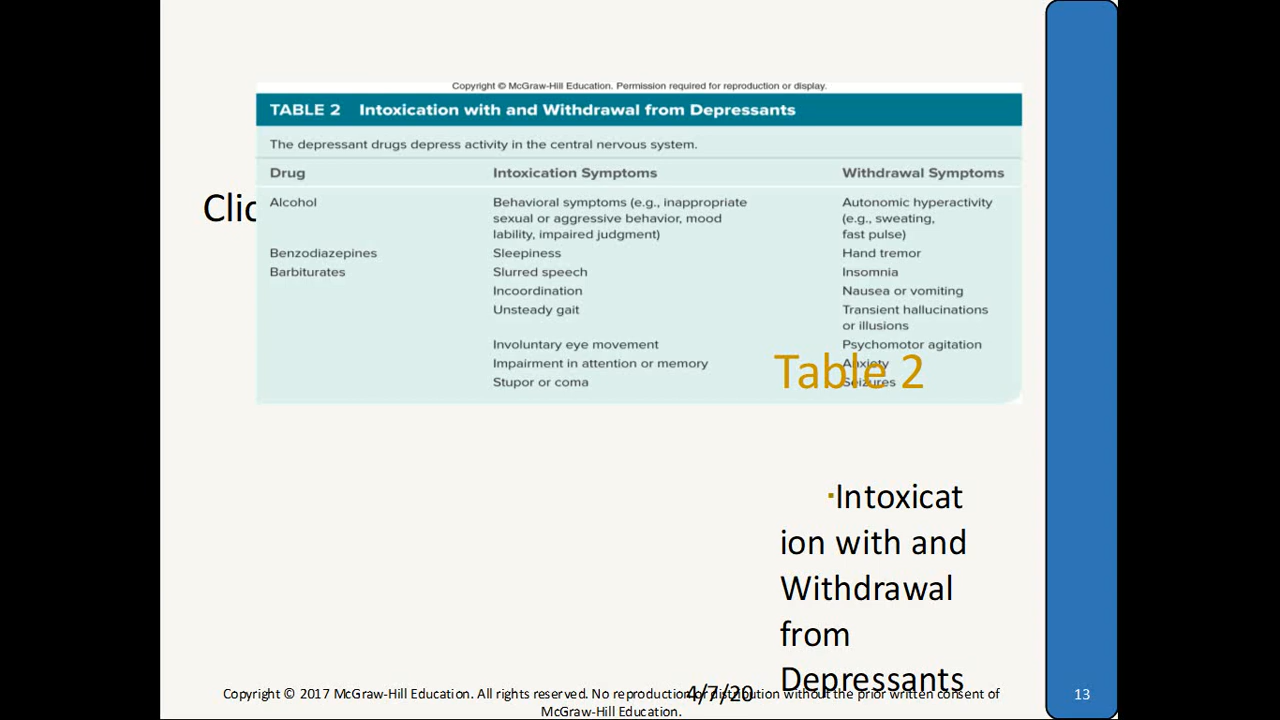 Copyright © McGraw-Hill Education. Permission required for reproduction or display.
TABLE 2 Intoxication with and Withdrawal from Depressants
The depressant drugs depress activity in the central nervous system.
Drug Intoxication Symptoms Withdrawal Symptoms
Alcohol Behavioral symptoms (e.g., inappropriate Autonomic hyperactivity
sexual or aggressive behavior, mood (e.g., sweating,
lability, impaired judgment) fast pulse)
Benzodiazepines Sleepiness Hand tremor
Barbiturates Slurred speech Insomnia
Incoordination Nausea or vomiting
Unsteady gait Transient hallucinations
or illusions
Involuntary eye movement Psychomotor agitation
Impairment in attention or memory Anxiety
Stupor or coma Seizures
Table 2
▪Intoxicat
ion with and
Withdrawal
from
Depressants
Copyright © 2017 McGraw-Hill Education. All rights reserved. No reproduction or distribution without the prior written consent of
McGraw-Hill Education.
4/7/20
13